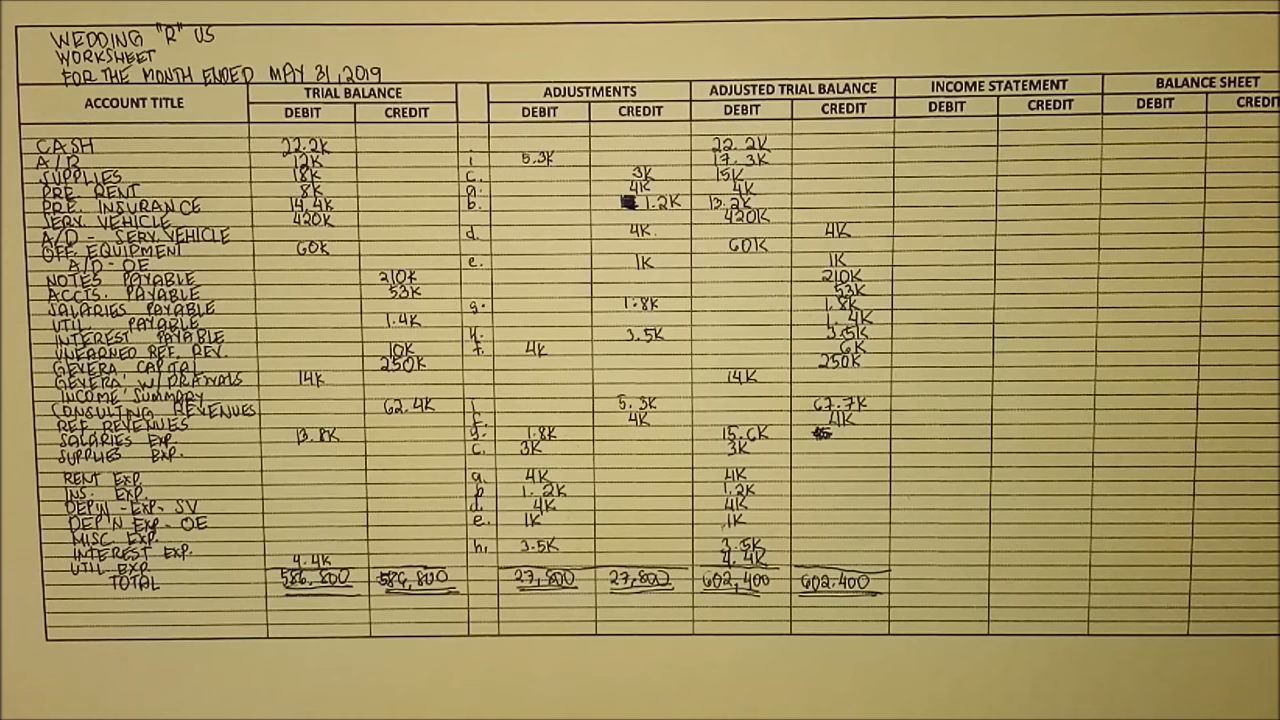 WEDDING "R" US
WORKSHEET
FOR THE MONTH ENDED MAY 31, 2019
ACCOUNT TITLE TRIAL BALANCE ADJUSTMENTS ADJUSTED TRIAL BALANCE INCOME STATEMENT BALANCE SHEET
DEBIT CREDIT DEBIT CREDIT DEBIT CREDIT DEBIT CREDIT DEBIT CREDI
CASH 22.2K 22.2K
A/R 12K i 5.3K 17.3K
SUPPLIES 18K c. 3K 15K
PRE. RENT 8K a. 4K 4K
PRE. INSURANCE 14.4K b. 1.2K 13.2K
SERV. VEHICLE 420K 420K
A/D - SERV. VEHICLE d. 4K. 4K
OFF. EQUIPMENT 60K 60K
A/D - OE e. 1K 1K
NOTES PAYABLE 210K 210K
ACCTS. PAYABLE 53K 53K
SALARIES PAYABLE g. 1.8K 1.8K
UTIL. PAYABLE 1.4K 1.4K
INTEREST PAYABLE h. 3.5K 3.5K
UNEARNED REF. REV. 10K f. 4K 6K
GEVERA, CAPITAL 250K 250K
GEVERA, W/DRAWALS 14K 14K
INCOME SUMMARY
CONSULTING REVENUES 62.4K i 5.3K 67.7K
REF. REVENUES f. 4K 4K
SALARIES EXP. 13.8K g. 1.8K 15.6K
SUPPLIES EXP. c. 3K 3K
RENT EXP. a. 4K 4K
INS. EXP. b 1.2K 1.2K
DEP'N - EXP - SV d. 4K 4K
DEP'N EXP - OE e. 1K 1K
MISC EXP.
INTEREST EXP. h. 3.5K 3.5K
UTIL EXP. 4.4K 4.4K
TOTAL 586,800 586,800 27,800 27,800 602,400 602,400